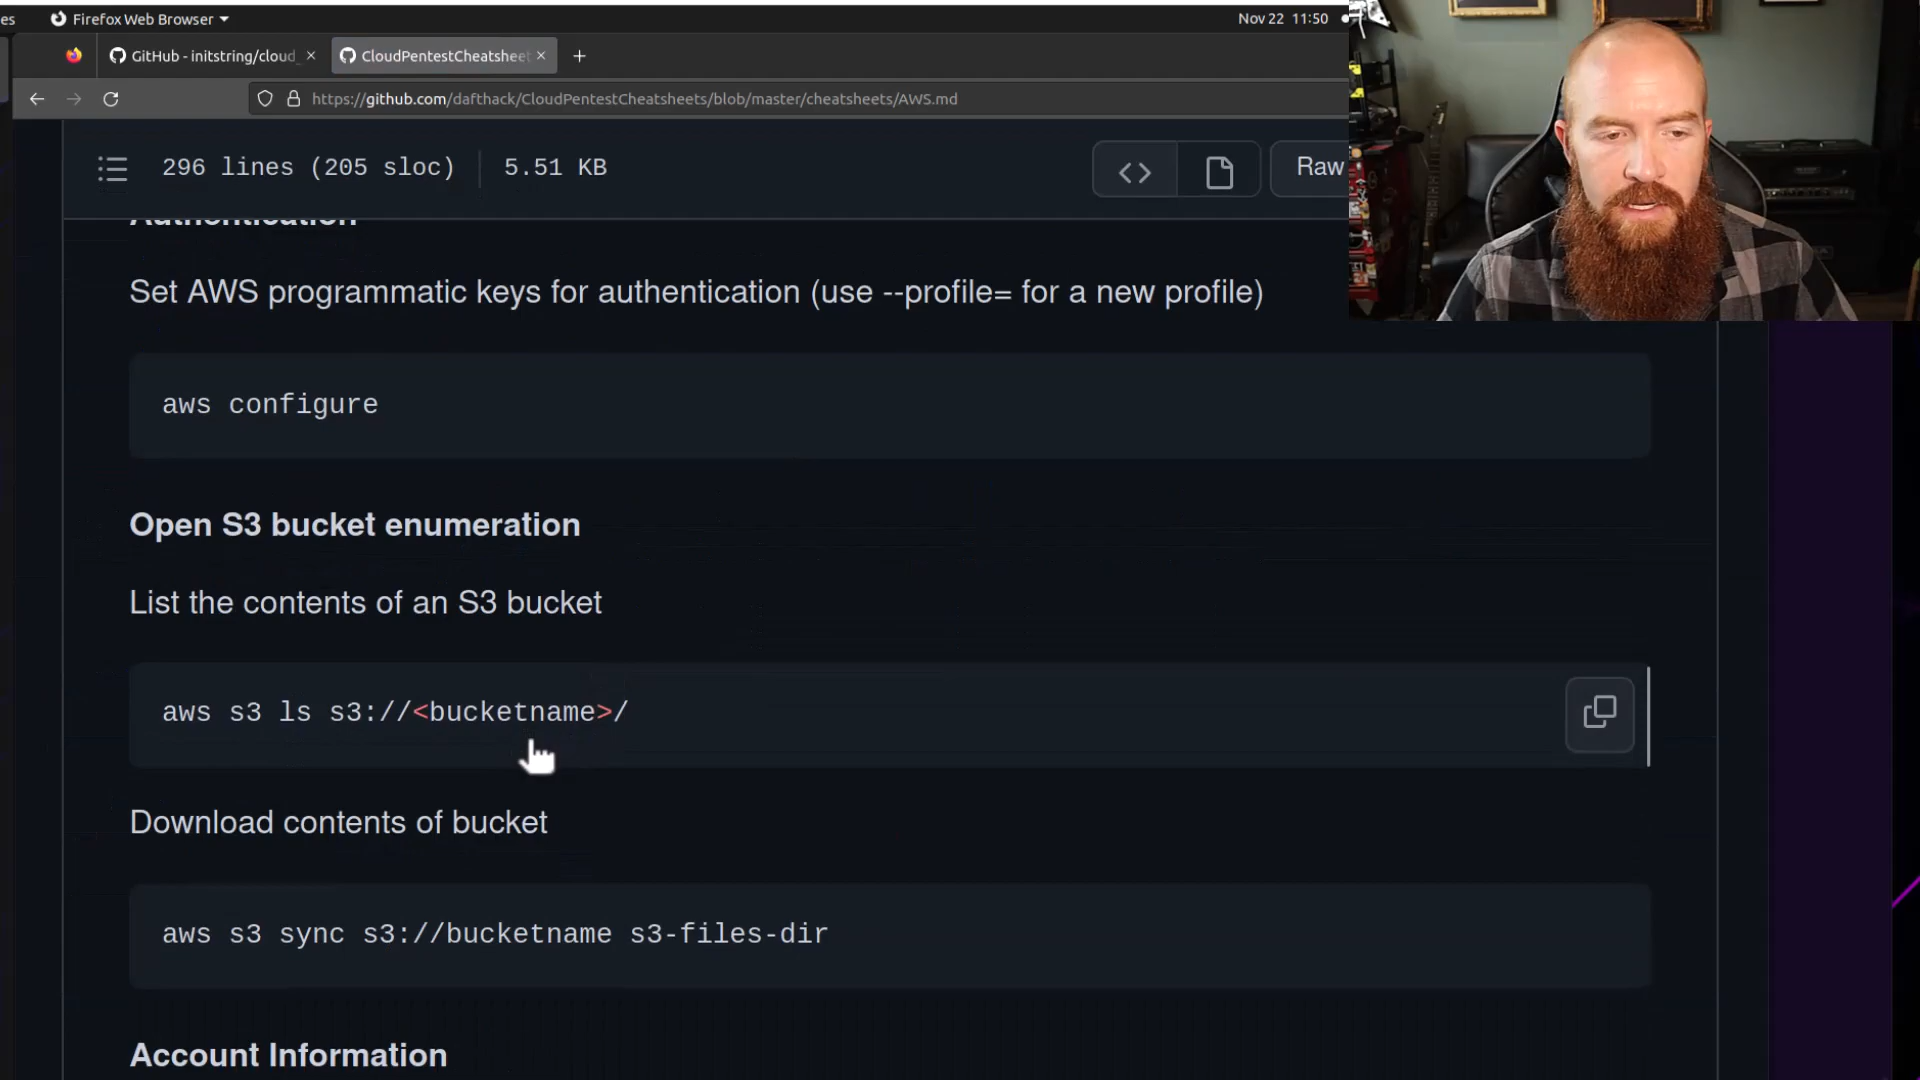 es Firefox Web Browser Nov 22 11:50
GitHub - initstring/cloud_ CloudPentestCheatsheet
https://github.com/dafthack/CloudPentestCheatsheets/blob/master/cheatsheets/AWS.md
296 lines (205 sloc) 5.51 KB Raw
Authentication
Set AWS programmatic keys for authentication (use --profile= for a new profile)
aws configure
Open S3 bucket enumeration
List the contents of an S3 bucket
aws s3 ls s3://<bucketname>/
Download contents of bucket
aws s3 sync s3://bucketname s3-files-dir
Account Information